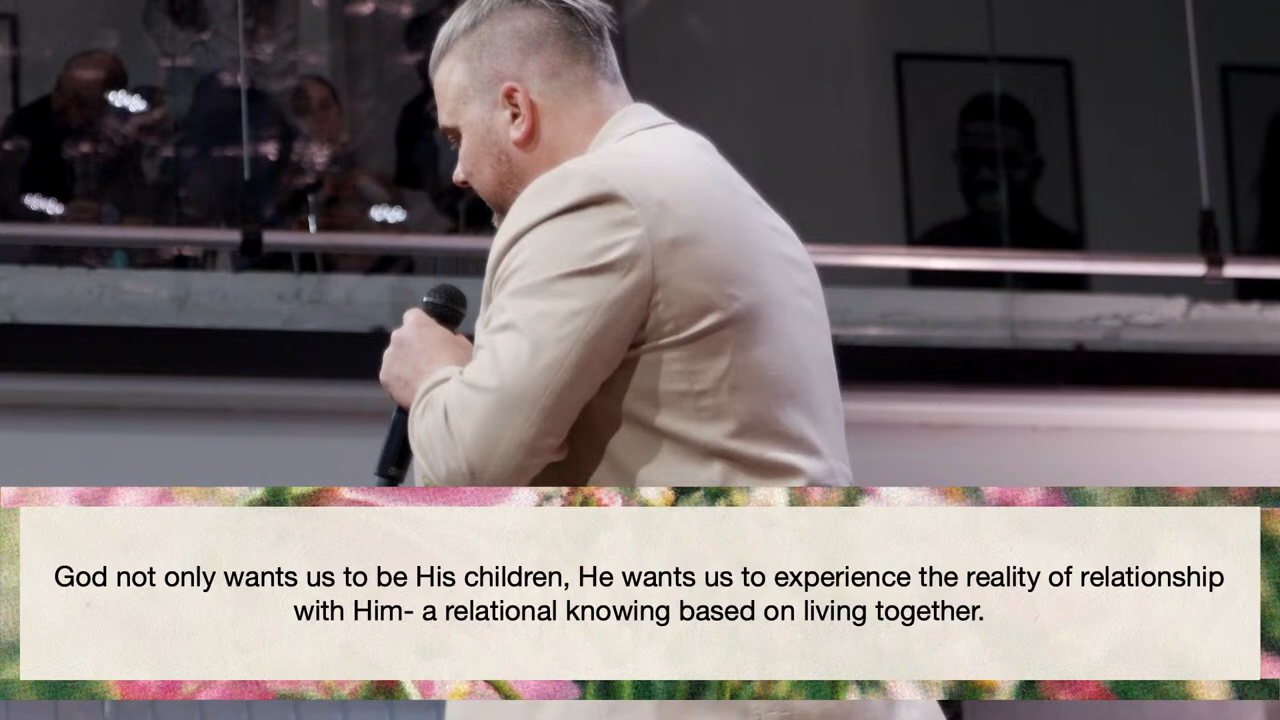 God not only wants us to be His children, He wants us to experience the reality of relationship
with Him- a relational knowing based on living together.